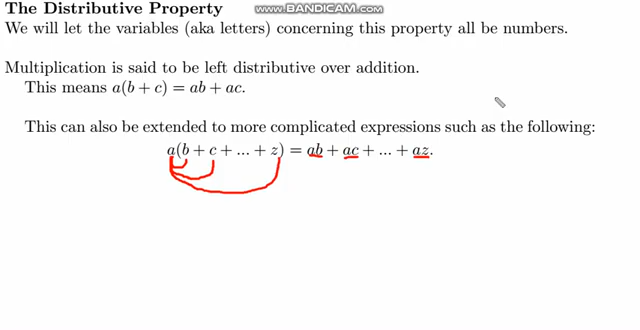 The Distributive Property
www.BANDICAM.com
We will let the variables (aka letters) concerning this property all be numbers.
Multiplication is said to be left distributive over addition.
This means a(b + c) = ab + ac.
This can also be extended to more complicated expressions such as the following:
a(b + c + ... + z) = ab + ac + ... + az.